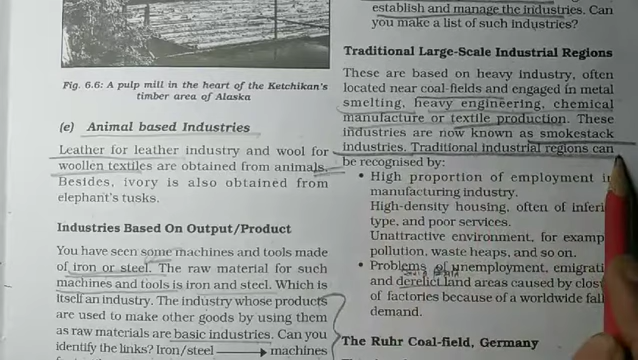 Fig. 6.6: A pulp mill in the heart of the Ketchikan's
timber area of Alaska
(e) Animal based Industries
Leather for leather industry and wool for
woollen textiles are obtained from animals.
Besides, ivory is also obtained from
elephant's tusks.
Industries Based On Output/Product
You have seen some machines and tools made
of iron or steel. The raw material for such
machines and tools is iron and steel. Which is
itself an industry. The industry whose products
are used to make other goods by using them
as raw materials are basic industries. Can you
identify the links? Iron/steel → machines
establish and manage the industries. Can
you make a list of such industries?
Traditional Large-Scale Industrial Regions
These are based on heavy industry, often
located near coal-fields and engaged in metal
smelting, heavy engineering, chemical
manufacture or textile production. These
industries are now known as smokestack
industries. Traditional industrial regions can
be recognised by:
• High proportion of employment
manufacturing industry.
High-density housing, often of
type, and poor services.
Unattractive environment, for
pollution, waste heaps, and so on.
• Problems of unemployment,
and derelict land areas caused by
of factories because of a worldwide
demand.
The Ruhr Coal-field, Germany